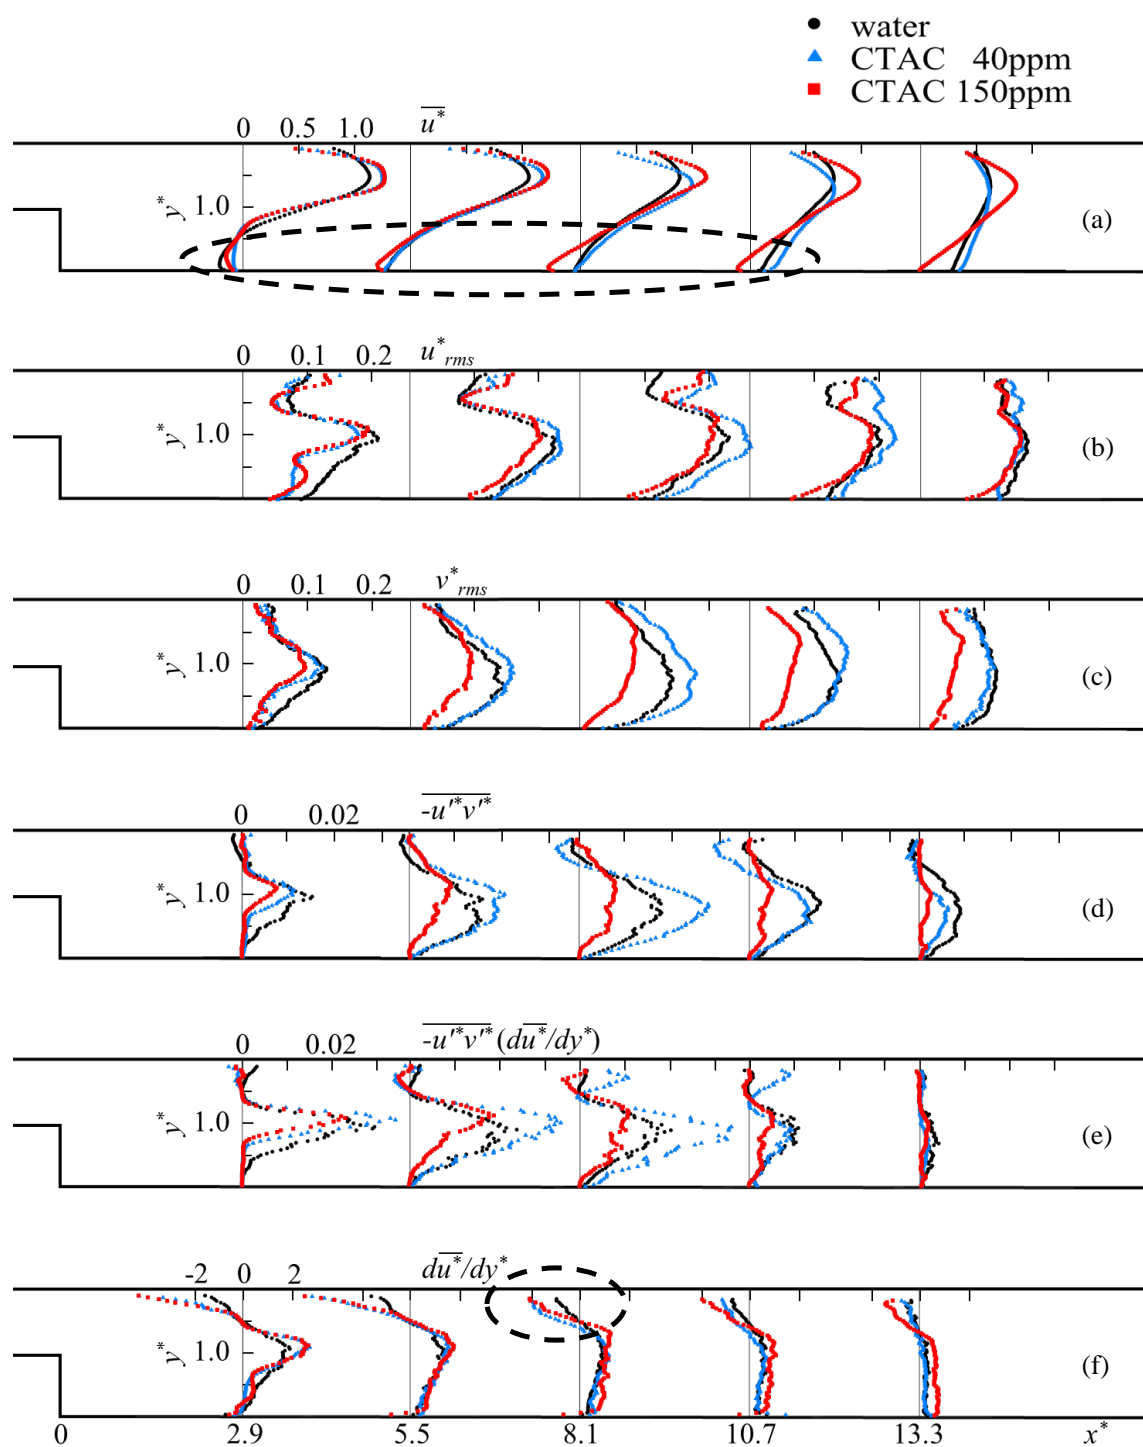 water
CTAC 40ppm
CTAC 150ppm
0 0.5 1.0 u*
y* 1.0
(a)
0 0.1 0.2 u*rms
y* 1.0
(b)
0 0.1 0.2 v*rms
y* 1.0
(c)
0 0.02 -u'*v'*
y* 1.0
(d)
0 0.02 -u'*v'* (du*/dy*)
y* 1.0
(e)
-2 0 2 du*/dy*
y* 1.0
(f)
0 2.9 5.5 8.1 10.7 13.3 x*